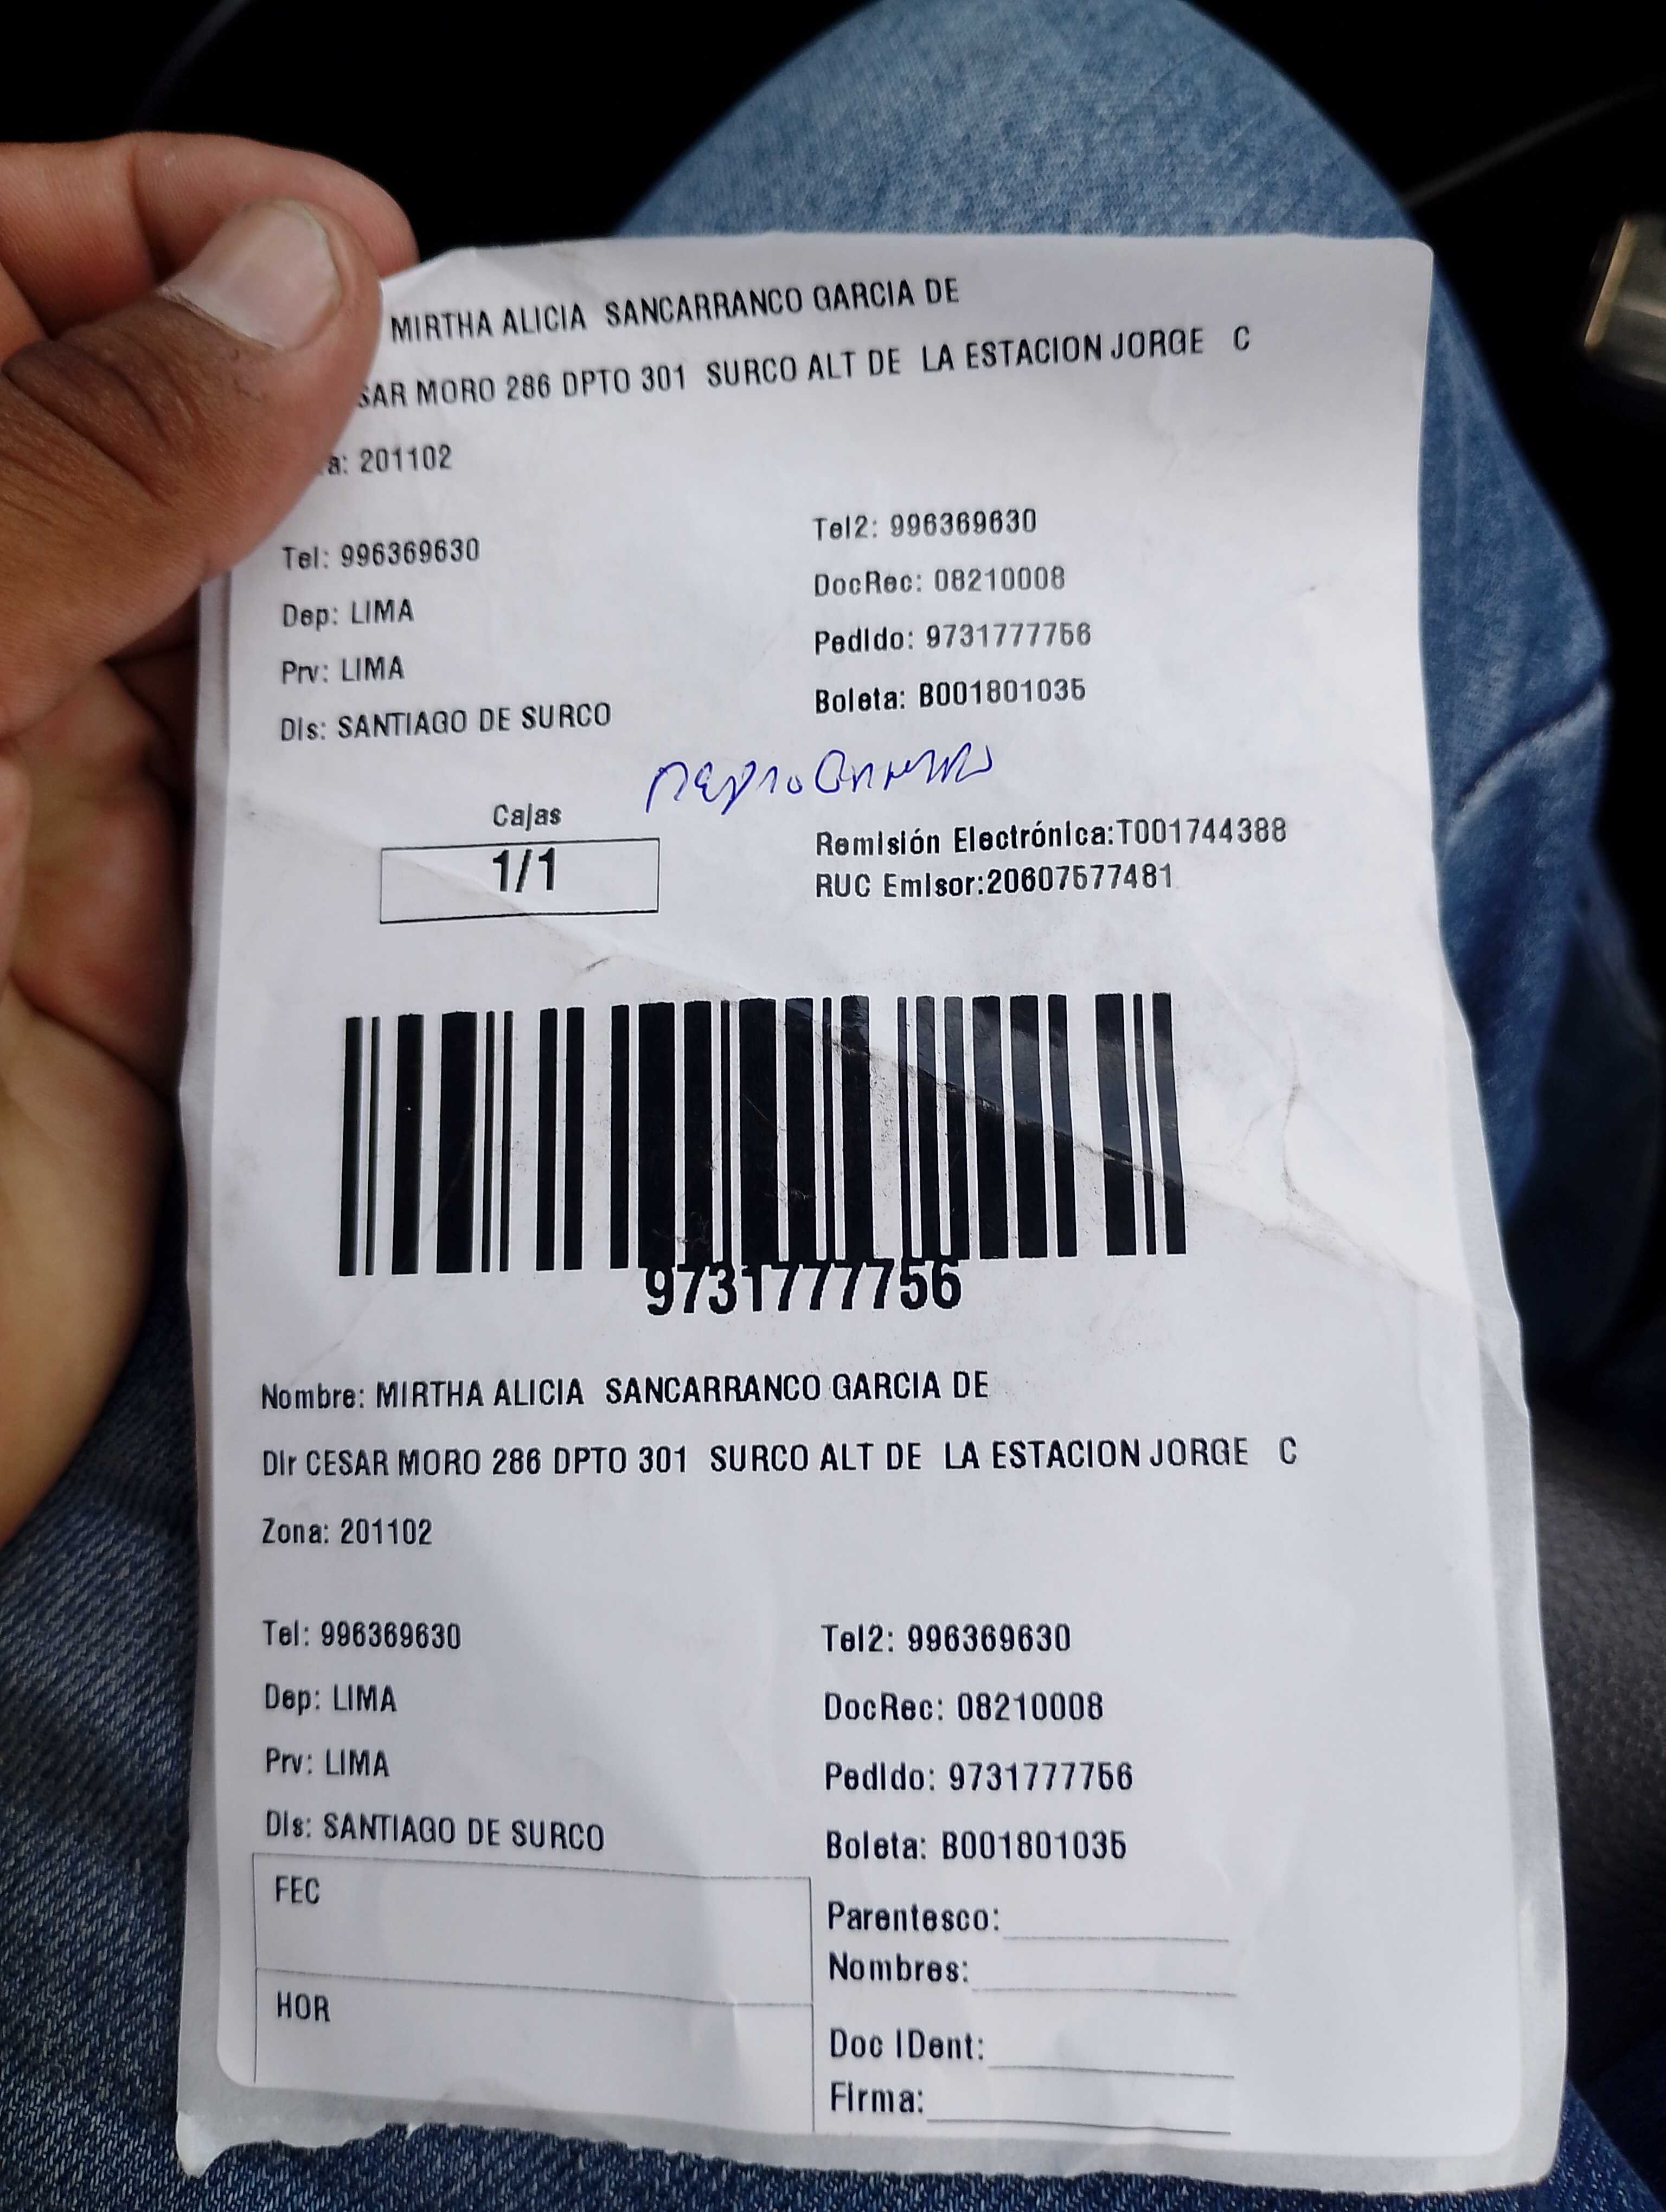 MIRTHA ALICIA SANCARRANCO GARCIA DE
SAR MORO 286 DPTO 301 SURCO ALT DE LA ESTACION JORGE C
a: 201102
Tel: 996369630
Tel2: 996369630
Dep: LIMA
DocRec: 08210008
Prv: LIMA
Pedido: 9731777756
Dis: SANTIAGO DE SURCO
Boleta: B001801035
Cajas
1/1
Remisión Electrónica:T001744388
RUC Emisor:20607577481
9731777756
Nombre: MIRTHA ALICIA SANCARRANCO GARCIA DE
Dir CESAR MORO 286 DPTO 301 SURCO ALT DE LA ESTACION JORGE C
Zona: 201102
Tel: 996369630
Tel2: 996369630
Dep: LIMA
DocRec: 08210008
Prv: LIMA
Pedido: 9731777756
Dis: SANTIAGO DE SURCO
Boleta: B001801035
FEC
Parentesco:
Nombres:
HOR
Doc IDent:
Firma: